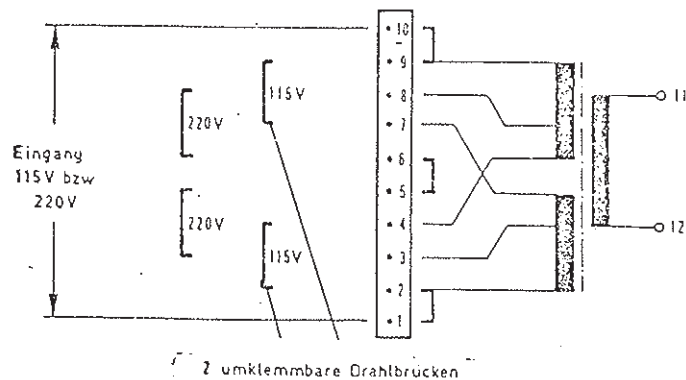 Eingang
115V bzw
220V
220V
220V
115V
115V
10
9
8
7
6
5
4
3
2
1
11
12
2 umklemmbare Drahtbrücken